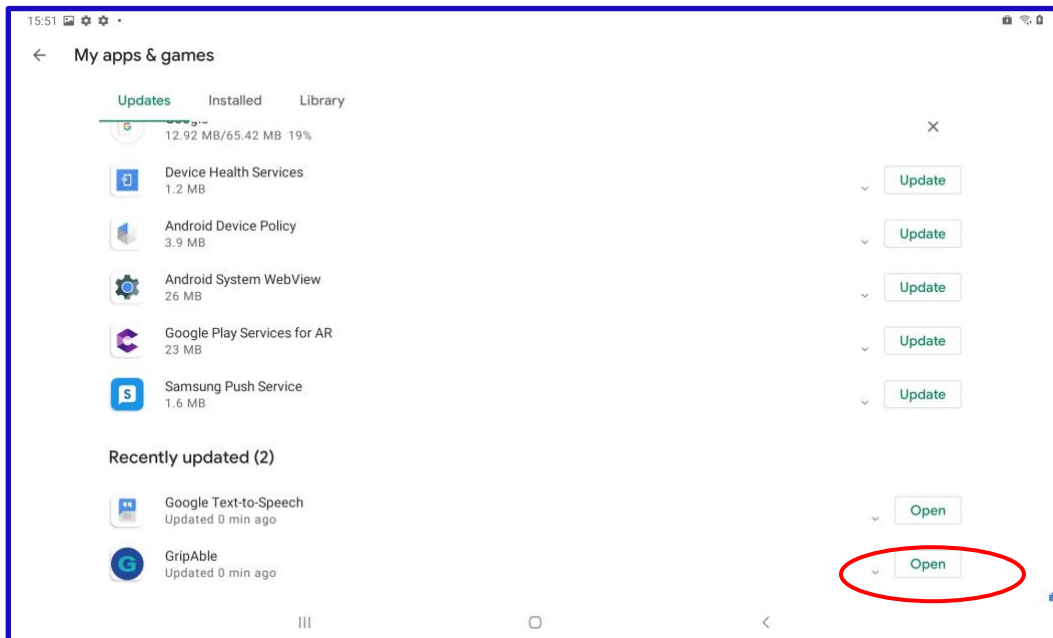 15:51
My apps & games
Updates Installed Library
12.92 MB/65.42 MB 19%
Device Health Services
1.2 MB
Update
Android Device Policy
3.9 MB
Update
Android System WebView
26 MB
Update
Google Play Services for AR
23 MB
Update
Samsung Push Service
1.6 MB
Update
Recently updated (2)
Google Text-to-Speech
Updated 0 min ago
Open
GripAble
Updated 0 min ago
Open